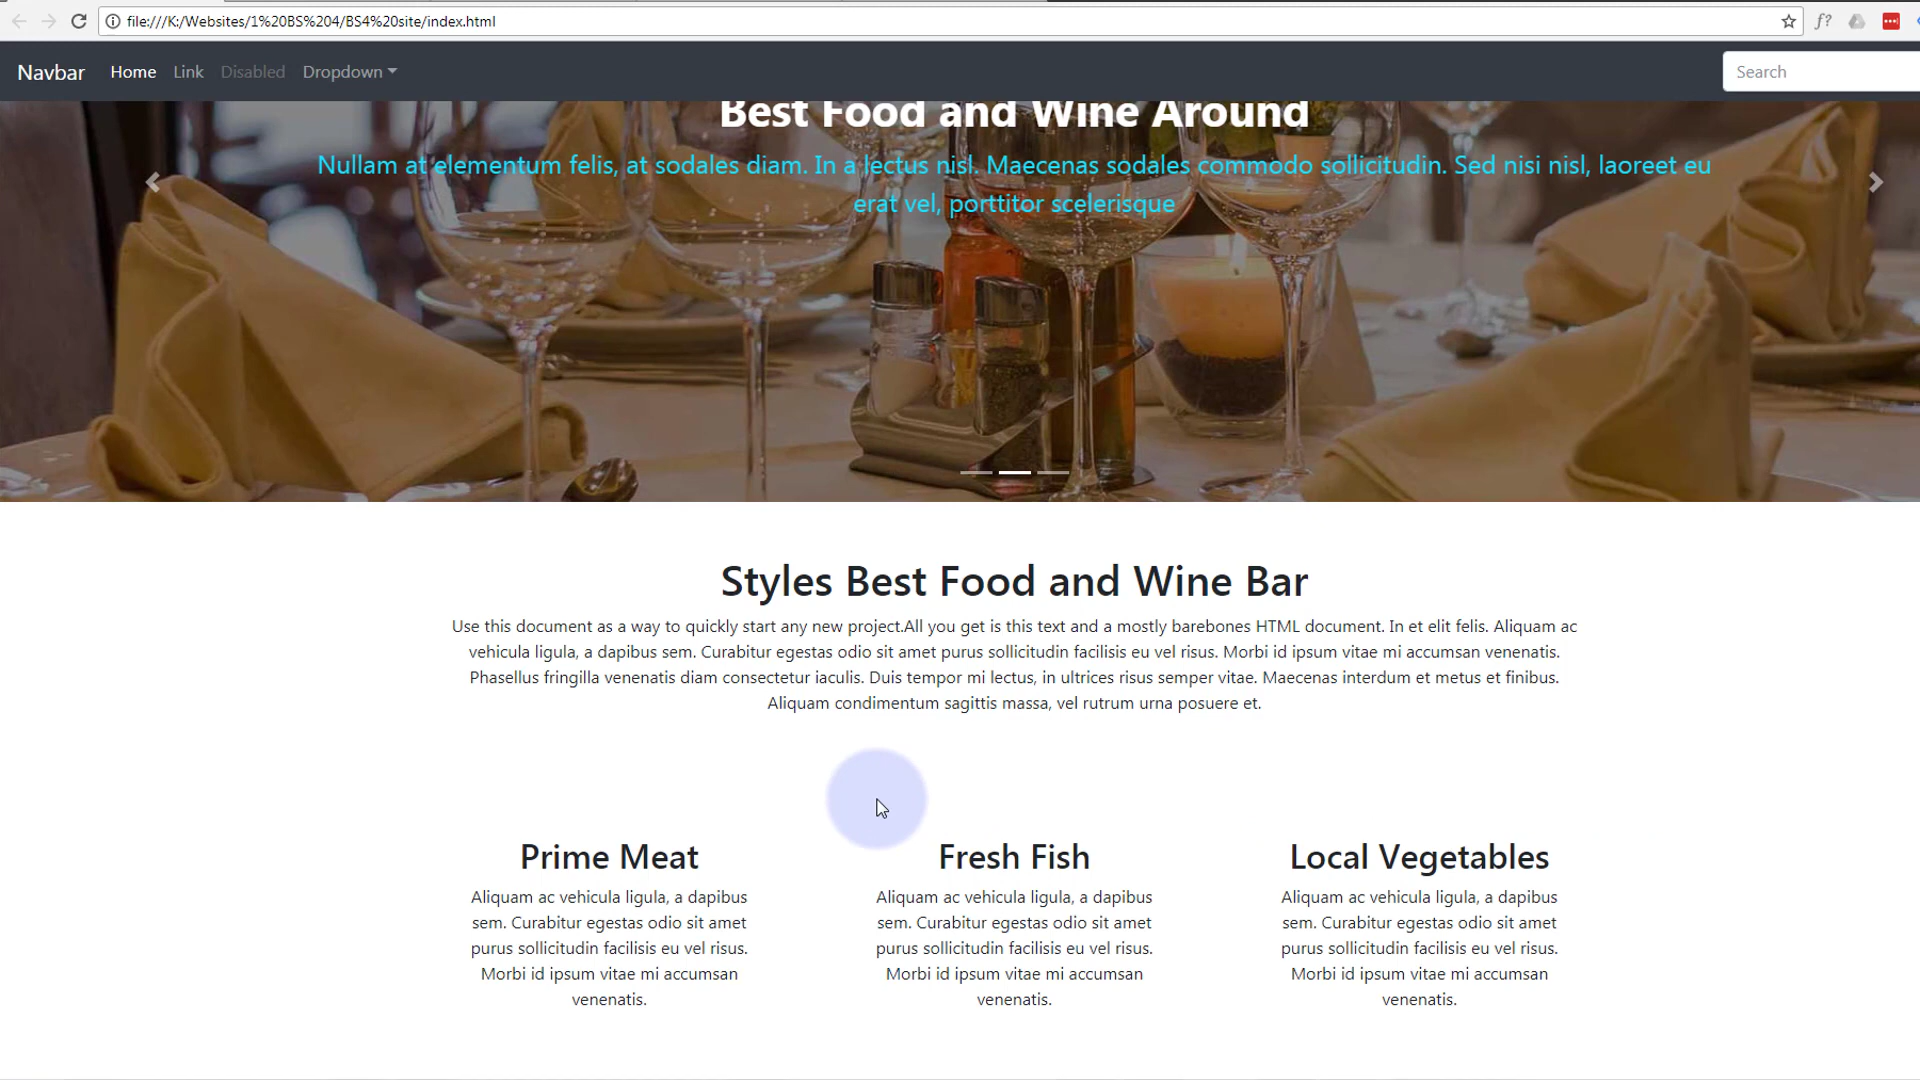 file:///K:/Websites/1%20BS%204/BS4%20site/index.html
f?
Navbar Home Link Disabled Dropdown Search
Best Food and Wine Around
Nullam at elementum felis, at sodales diam. In a lectus nisl. Maecenas sodales commodo sollicitudin. Sed nisi nisl, laoreet eu
erat vel, porttitor scelerisque
Styles Best Food and Wine Bar
Use this document as a way to quickly start any new project.All you get is this text and a mostly barebones HTML document. In et elit felis. Aliquam ac
vehicula ligula, a dapibus sem. Curabitur egestas odio sit amet purus sollicitudin facilisis eu vel risus. Morbi id ipsum vitae mi accumsan venenatis.
Phasellus fringilla venenatis diam consectetur iaculis. Duis tempor mi lectus, in ultrices risus semper vitae. Maecenas interdum et metus et finibus.
Aliquam condimentum sagittis massa, vel rutrum urna posuere et.
Prime Meat
Aliquam ac vehicula ligula, a dapibus
sem. Curabitur egestas odio sit amet
purus sollicitudin facilisis eu vel risus.
Morbi id ipsum vitae mi accumsan
venenatis.
Fresh Fish
Aliquam ac vehicula ligula, a dapibus
sem. Curabitur egestas odio sit amet
purus sollicitudin facilisis eu vel risus.
Morbi id ipsum vitae mi accumsan
venenatis.
Local Vegetables
Aliquam ac vehicula ligula, a dapibus
sem. Curabitur egestas odio sit amet
purus sollicitudin facilisis eu vel risus.
Morbi id ipsum vitae mi accumsan
venenatis.